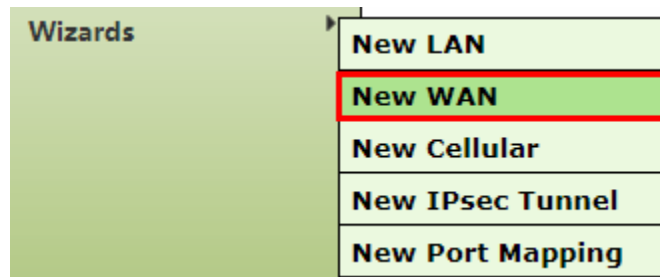 Wizards
New LAN
New WAN
New Cellular
New IPsec Tunnel
New Port Mapping